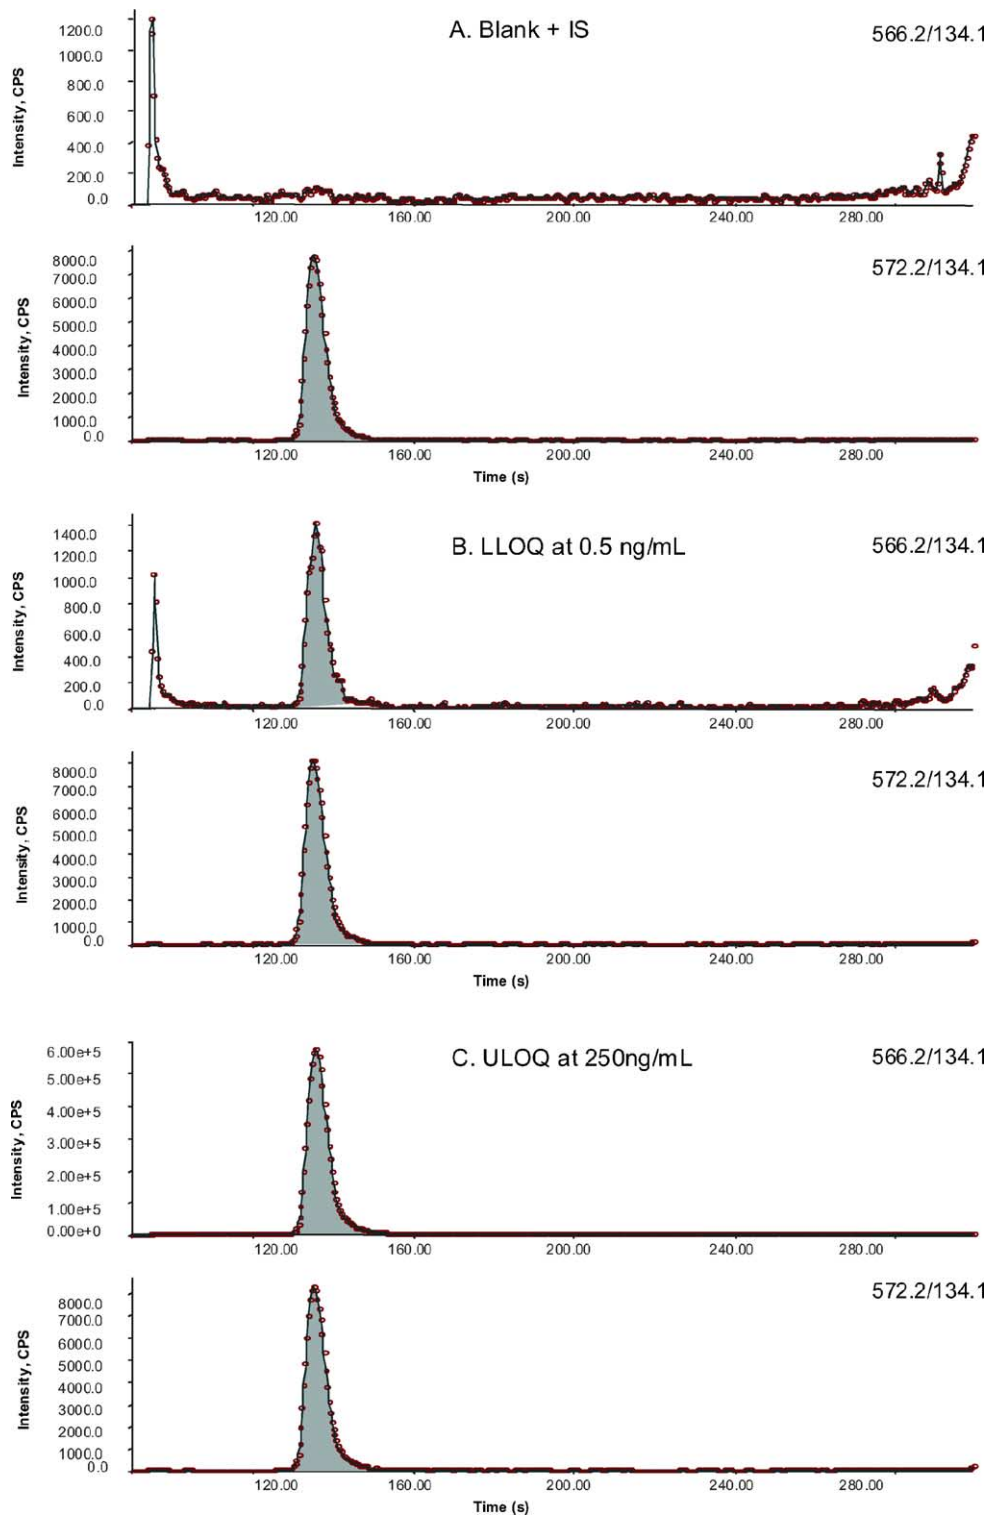 A. Blank + IS
566.2/134.1
Intensity, CPS
1200.0
1000.0
800.0
600.0
400.0
200.0
0.0
120.00 160.00 200.00 240.00 280.00
572.2/134.1
Intensity, CPS
8000.0
7000.0
6000.0
5000.0
4000.0
3000.0
2000.0
1000.0
0.0
120.00 160.00 200.00 240.00 280.00
Time (s)
B. LLOQ at 0.5 ng/mL
566.2/134.1
Intensity, CPS
1400.0
1200.0
1000.0
800.0
600.0
400.0
200.0
0.0
120.00 160.00 200.00 240.00 280.00
572.2/134.1
Intensity, CPS
8000.0
7000.0
6000.0
5000.0
4000.0
3000.0
2000.0
1000.0
0.0
120.00 160.00 200.00 240.00 280.00
Time (s)
C. ULOQ at 250ng/mL
566.2/134.1
Intensity, CPS
6.00e+5
5.00e+5
4.00e+5
3.00e+5
2.00e+5
1.00e+5
0.00e+0
120.00 160.00 200.00 240.00 280.00
572.2/134.1
Intensity, CPS
8000.0
7000.0
6000.0
5000.0
4000.0
3000.0
2000.0
1000.0
0.0
120.00 160.00 200.00 240.00 280.00
Time (s)